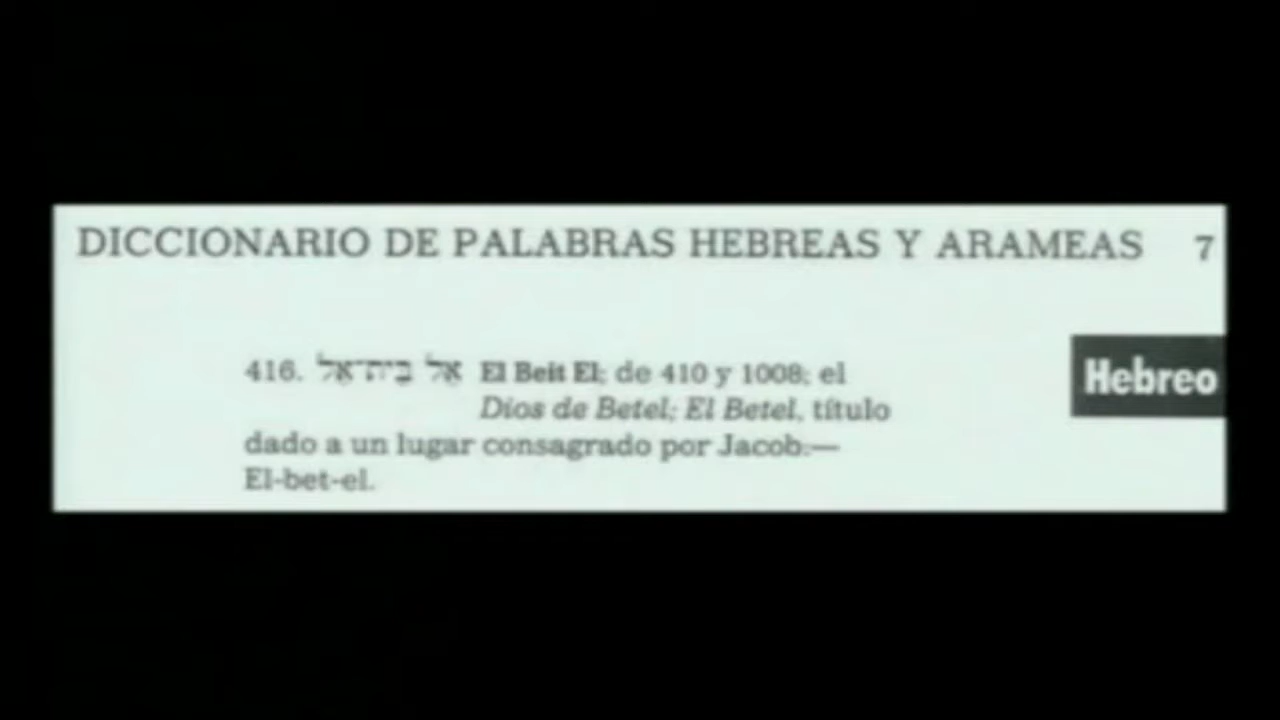 DICCIONARIO DE PALABRAS HEBREAS Y ARAMEAS 7
416. אֵל בֵּית־אֵל El Beit El; de 410 y 1008; el
Dios de Betel; El Betel, título
dado a un lugar consagrado por Jacob:—
El-bet-el.
Hebreo